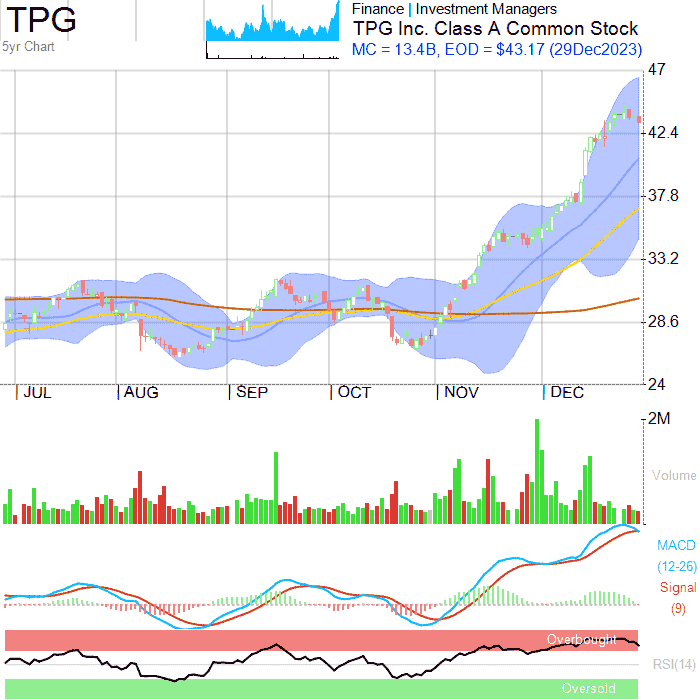 TPG
5yr Chart
Finance | Investment Managers
TPG Inc. Class A Common Stock
MC = 13.4B, EOD = $43.17 (29Dec2023)
47
42.4
37.8
33.2
28.6
24
JUL AUG SEP OCT NOV DEC
2M
Volume
MACD
(12-26)
Signal
(9)
Overbought
RSI(14)
Oversold